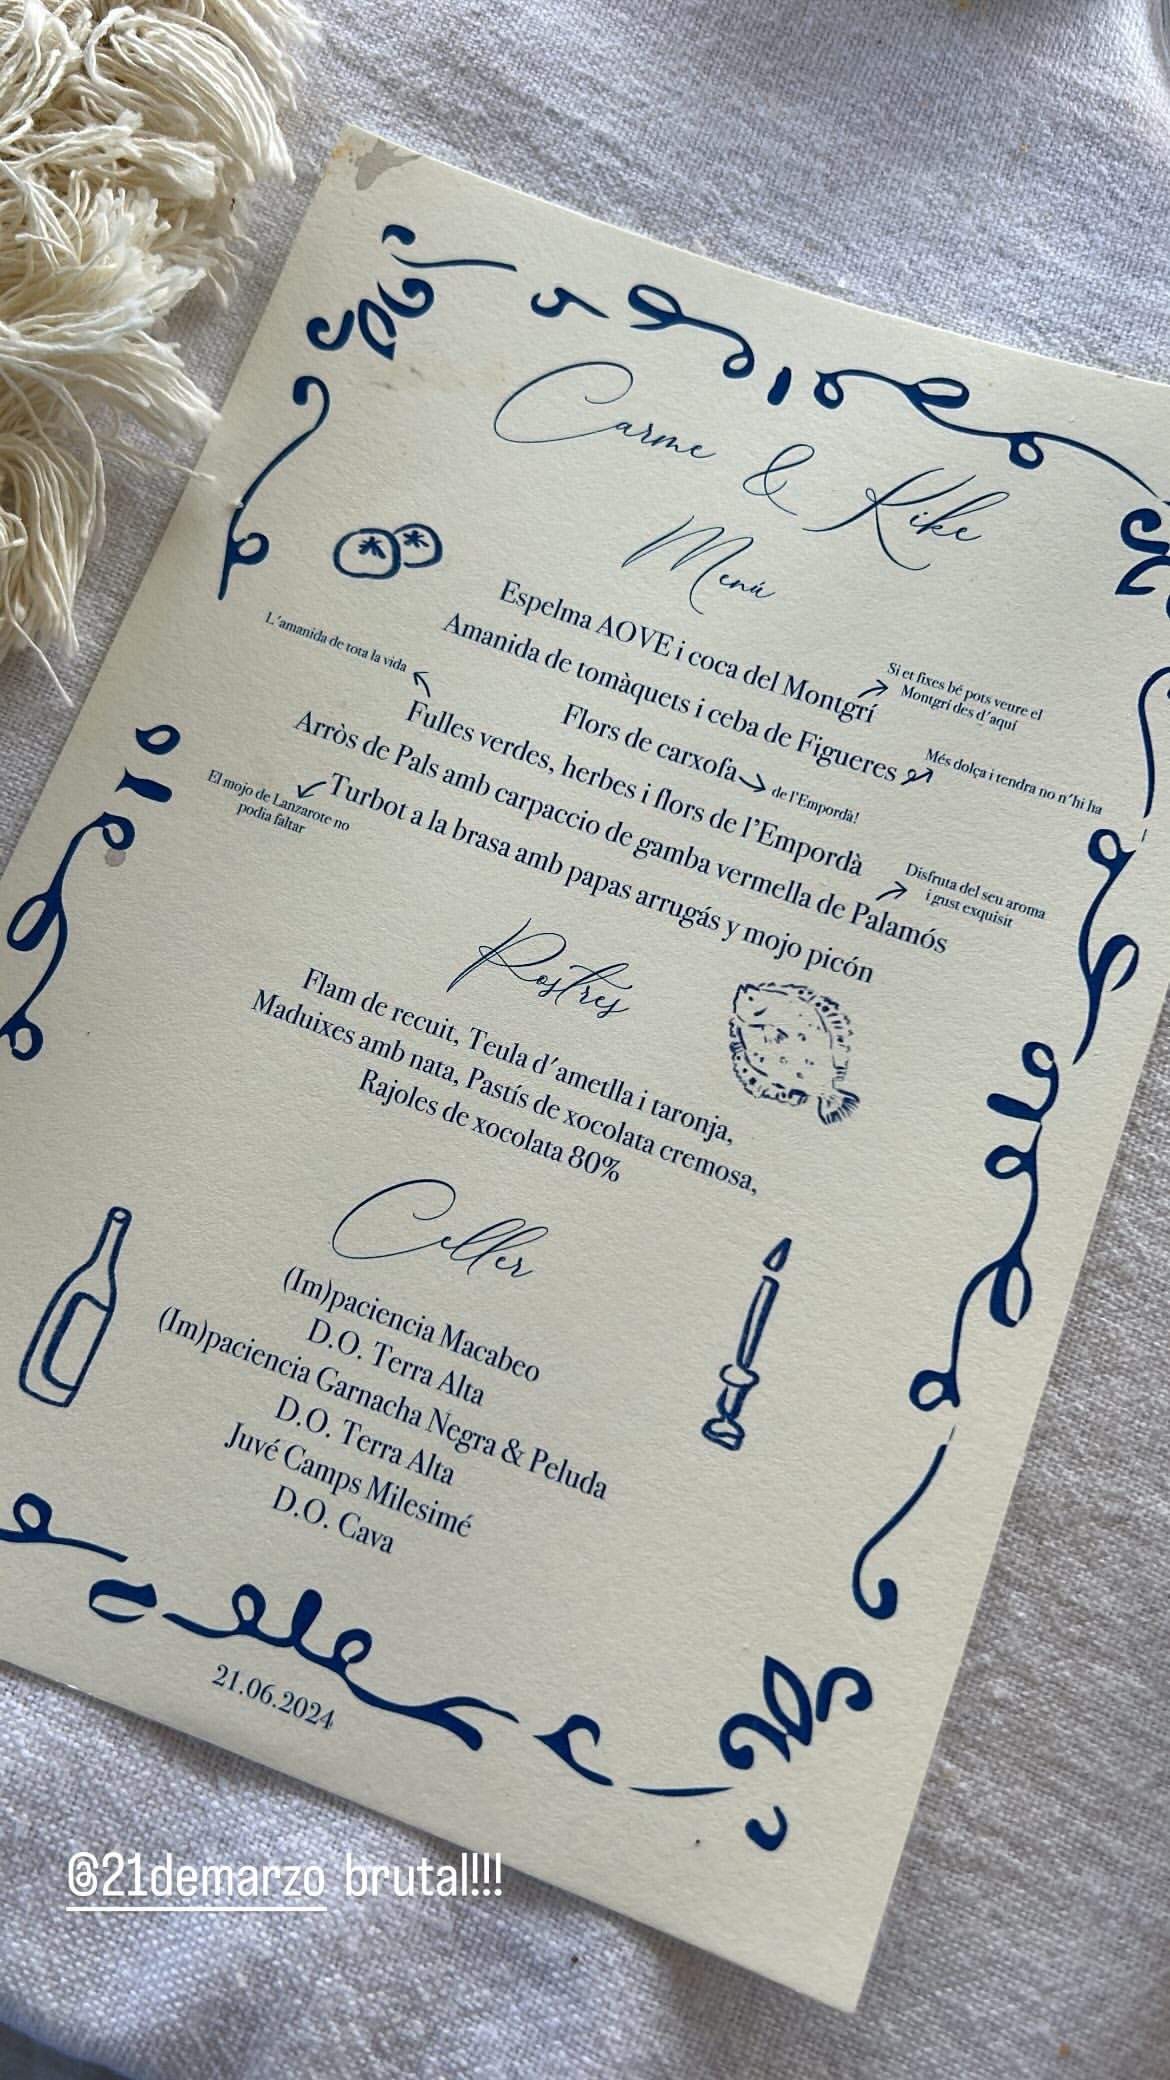 Carme & Kike
Menú
Espelma AOVE i coca del Montgrí
Si et fixes bé pots veure el
Montgrí des d'aquí
Amanida de tomàquets i ceba de Figueres
Més dolça i tendra no n'hi ha
Flors de carxofa
de l'Empordà!
L'amanida de tota la vida
Fulles verdes, herbes i flors de l'Empordà
Arròs de Pals amb carpaccio de gamba vermella de Palamós
Disfruta del seu aroma
i gust exquisit
Turbot a la brasa amb papas arrugás y mojo picón
El mojo de Lanzarote no
podia faltar
Postres
Flam de recuit, Teula d'ametlla i taronja,
Maduixes amb nata, Pastís de xocolata cremosa,
Rajoles de xocolata 80%
Celler
(Im)paciencia Macabeo
D.O. Terra Alta
(Im)paciencia Garnacha Negra & Peluda
D.O. Terra Alta
Juvé Camps Milesimé
D.O. Cava
21.06.2024
@21demarzo brutal!!!